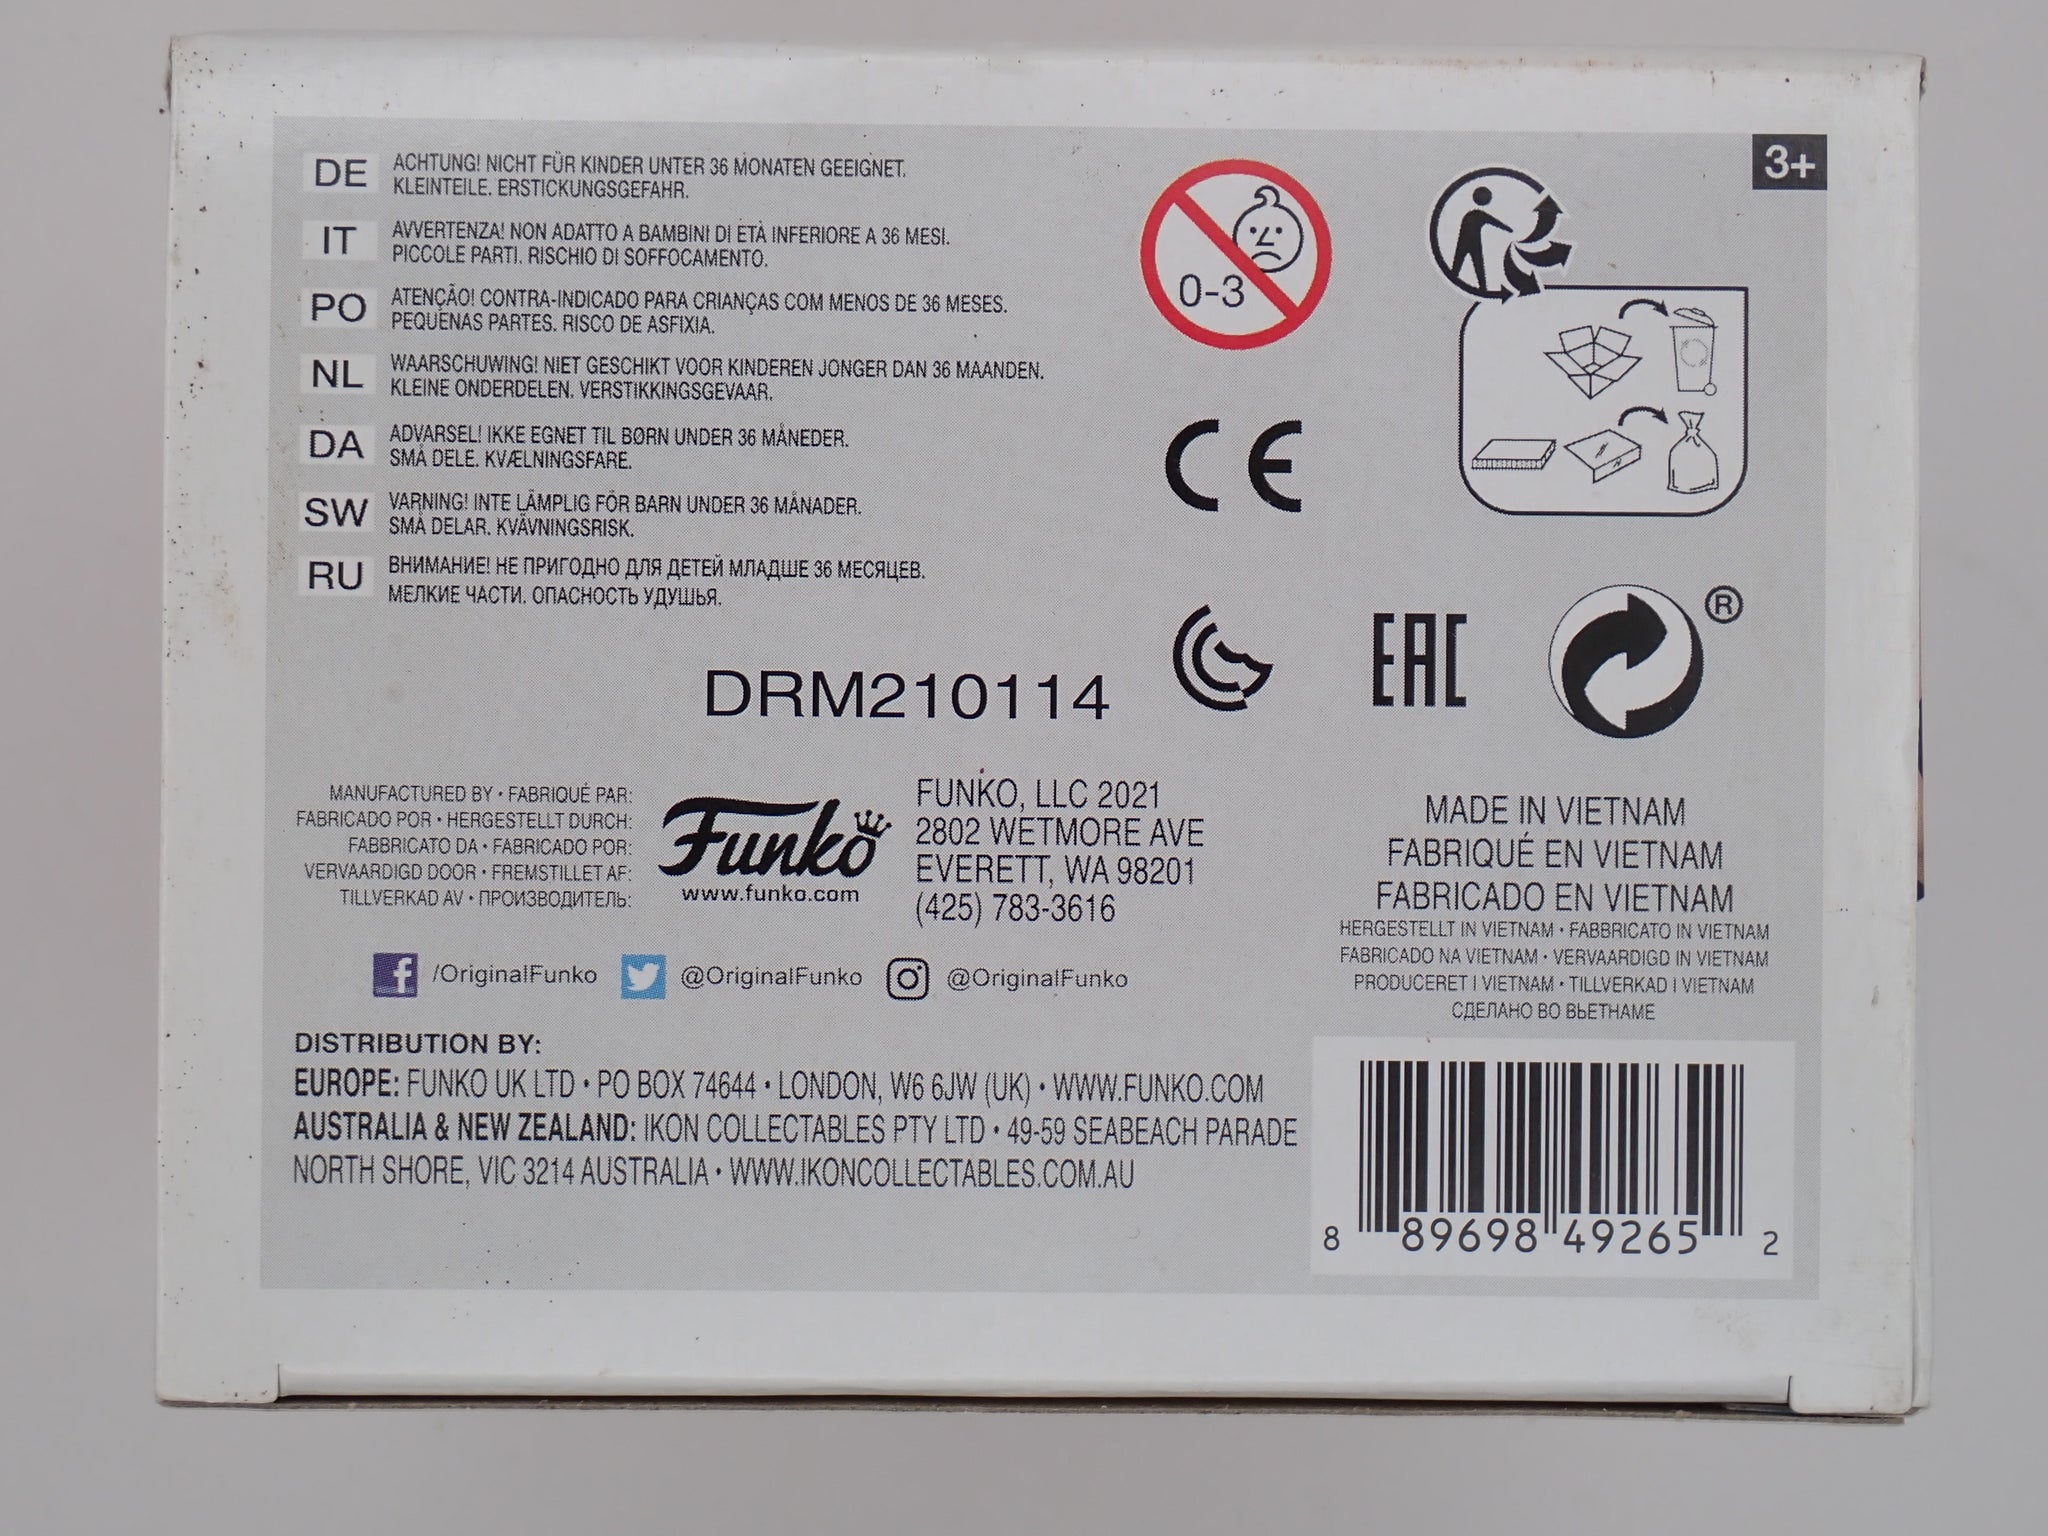 3+
DE ACHTUNG! NICHT FÜR KINDER UNTER 36 MONATEN GEEIGNET.
KLEINTEILE. ERSTICKUNGSGEFAHR.
IT AVVERTENZA! NON ADATTO A BAMBINI DI ETÀ INFERIORE A 36 MESI.
PICCOLE PARTI. RISCHIO DI SOFFOCAMENTO.
PO ATENÇÃO! CONTRA-INDICADO PARA CRIANÇAS COM MENOS DE 36 MESES.
PEQUENAS PARTES. RISCO DE ASFIXIA.
NL WAARSCHUWING! NIET GESCHIKT VOOR KINDEREN JONGER DAN 36 MAANDEN.
KLEINE ONDERDELEN. VERSTIKKINGSGEVAAR.
DA ADVARSEL! IKKE EGNET TIL BØRN UNDER 36 MÅNEDER.
SMÅ DELE. KVÆLNINGSFARE.
SW VARNING! INTE LÄMPLIG FÖR BARN UNDER 36 MÅNADER.
SMÅ DELAR. KVÄVNINGSRISK.
RU ВНИМАНИЕ! НЕ ПРИГОДНО ДЛЯ ДЕТЕЙ МЛАДШЕ 36 МЕСЯЦЕВ.
МЕЛКИЕ ЧАСТИ. ОПАСНОСТЬ УДУШЬЯ.
0-3
CE
EAC
®
DRM210114
MANUFACTURED BY • FABRIQUÉ PAR:
FABRICADO POR • HERGESTELLT DURCH:
FABBRICATO DA • FABRICADO POR:
VERVAARDIGD DOOR • FREMSTILLET AF:
TILLVERKAD AV • ПРОИЗВОДИТЕЛЬ:
Funko
www.funko.com
FUNKO, LLC 2021
2802 WETMORE AVE
EVERETT, WA 98201
(425) 783-3616
MADE IN VIETNAM
FABRIQUÉ EN VIETNAM
FABRICADO EN VIETNAM
HERGESTELLT IN VIETNAM • FABBRICATO IN VIETNAM
FABRICADO NA VIETNAM • VERVAARDIGD IN VIETNAM
PRODUCERET I VIETNAM • TILLVERKAD I VIETNAM
СДЕЛАНО ВО ВЬЕТНАМЕ
/OriginalFunko @OriginalFunko @OriginalFunko
DISTRIBUTION BY:
EUROPE: FUNKO UK LTD • PO BOX 74644 • LONDON, W6 6JW (UK) • WWW.FUNKO.COM
AUSTRALIA & NEW ZEALAND: IKON COLLECTABLES PTY LTD • 49-59 SEABEACH PARADE
NORTH SHORE, VIC 3214 AUSTRALIA • WWW.IKONCOLLECTABLES.COM.AU
8 89698 49265 2